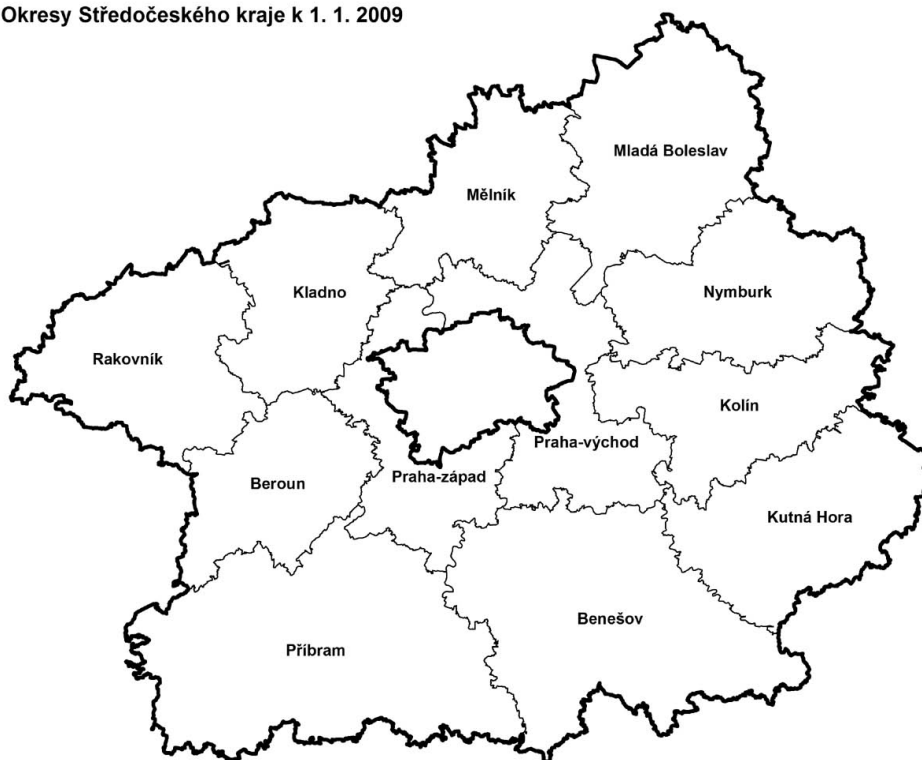 Okresy Středočeského kraje k 1. 1. 2009
Mladá Boleslav
Mělník
Kladno
Nymburk
Rakovník
Kolín
Praha-východ
Beroun
Praha-západ
Kutná Hora
Benešov
Příbram